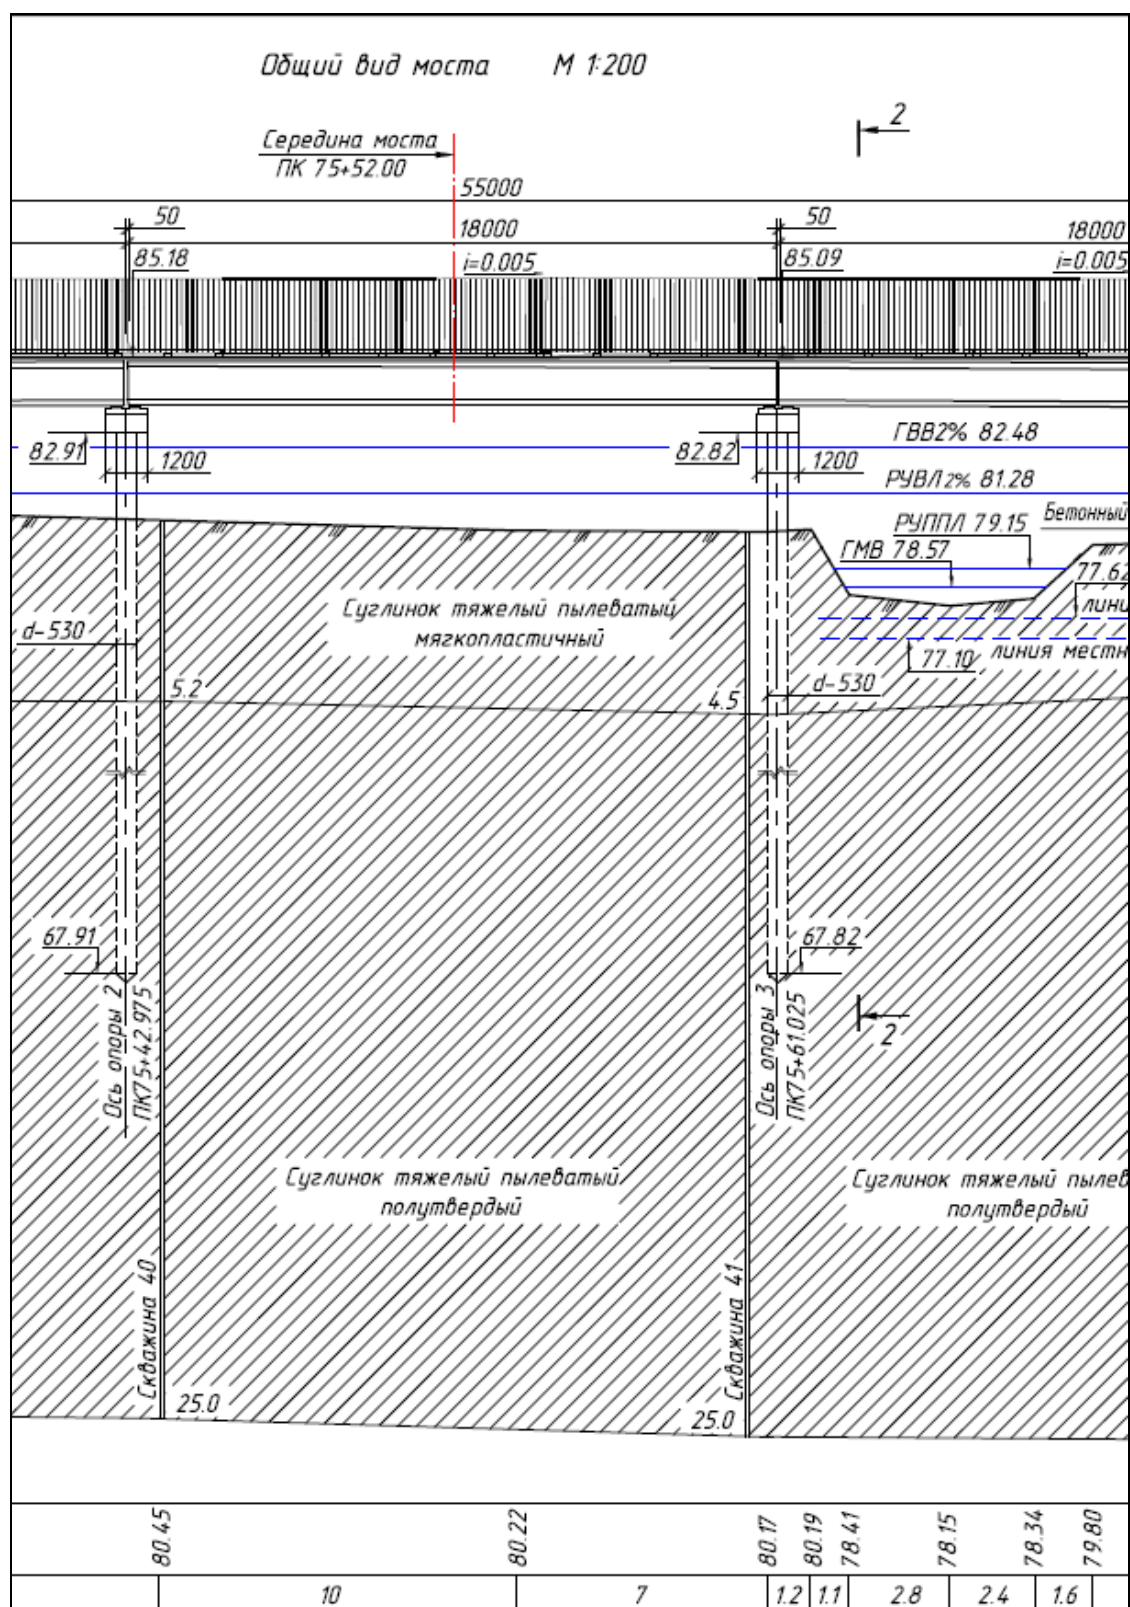 Общий вид моста М 1:200
2
Середина моста
ПК 75+52.00
55000
50
18000
50
18000
85.18
i=0.005
85.09
i=0.005
ГВВ2% 82.48
82.91
1200
82.82
1200
РУВЛ2% 81.28
РУППЛ 79.15
Бетонный
ГМВ 78.57
77.62
Суглинок тяжелый пылеватый
мягкопластичный
лини
d-530
77.10
линия местн
5.2
4.5
d-530
67.91
67.82
Ось опоры 2
ПК75+42.975
Ось опоры 3
ПК75+61.025
2
Суглинок тяжелый пылеватый
полутвердый
Суглинок тяжелый пылев
полутвердый
Скважина 40
Скважина 41
25.0
25.0
80.45
80.22
80.17
80.19
78.41
78.15
78.34
79.80
10
7
1.2
1.1
2.8
2.4
1.6